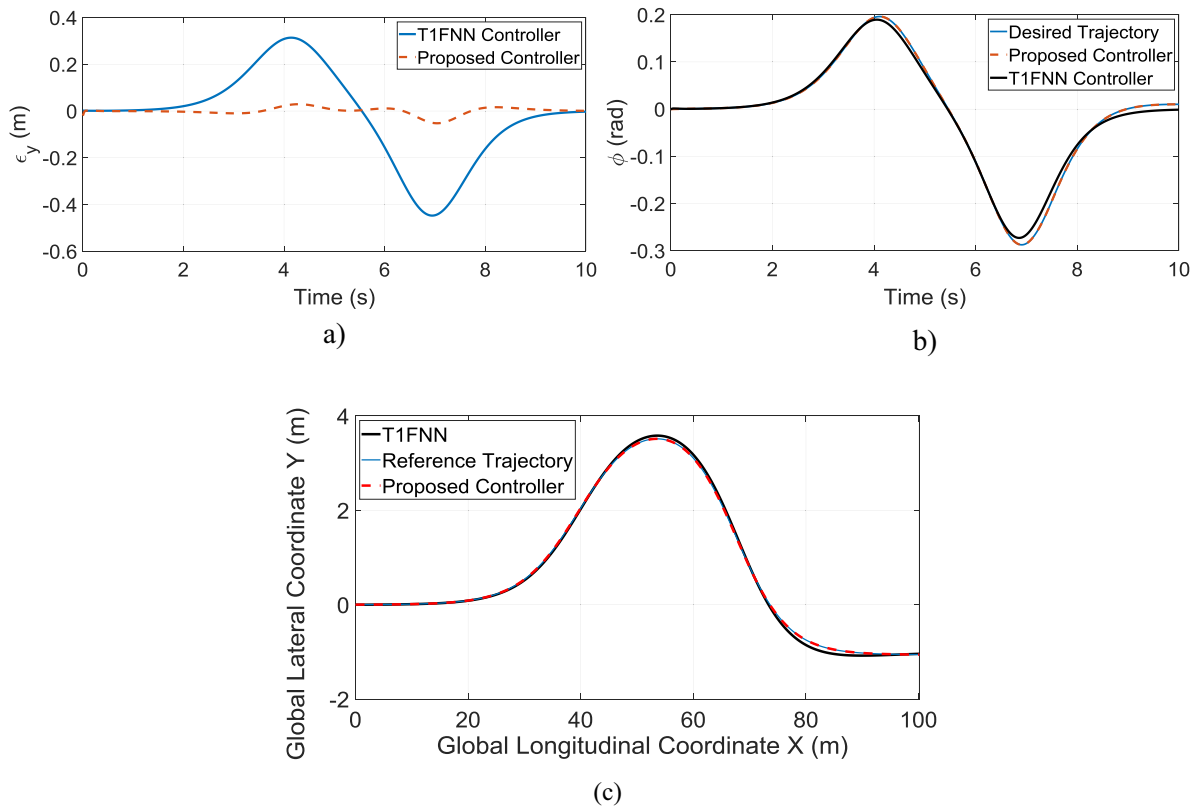 0.4
0.2
0
-0.2
-0.4
-0.6
ϵy (m)
T1FNN Controller
Proposed Controller
0 2 4 6 8 10
Time (s)
a)
0.2
0.1
0
-0.1
-0.2
-0.3
ϕ (rad)
Desired Trajectory
Proposed Controller
T1FNN Controller
0 2 4 6 8 10
Time (s)
b)
4
2
0
-2
Global Lateral Coordinate Y (m)
T1FNN
Reference Trajectory
Proposed Controller
0 20 40 60 80 100
Global Longitudinal Coordinate X (m)
(c)